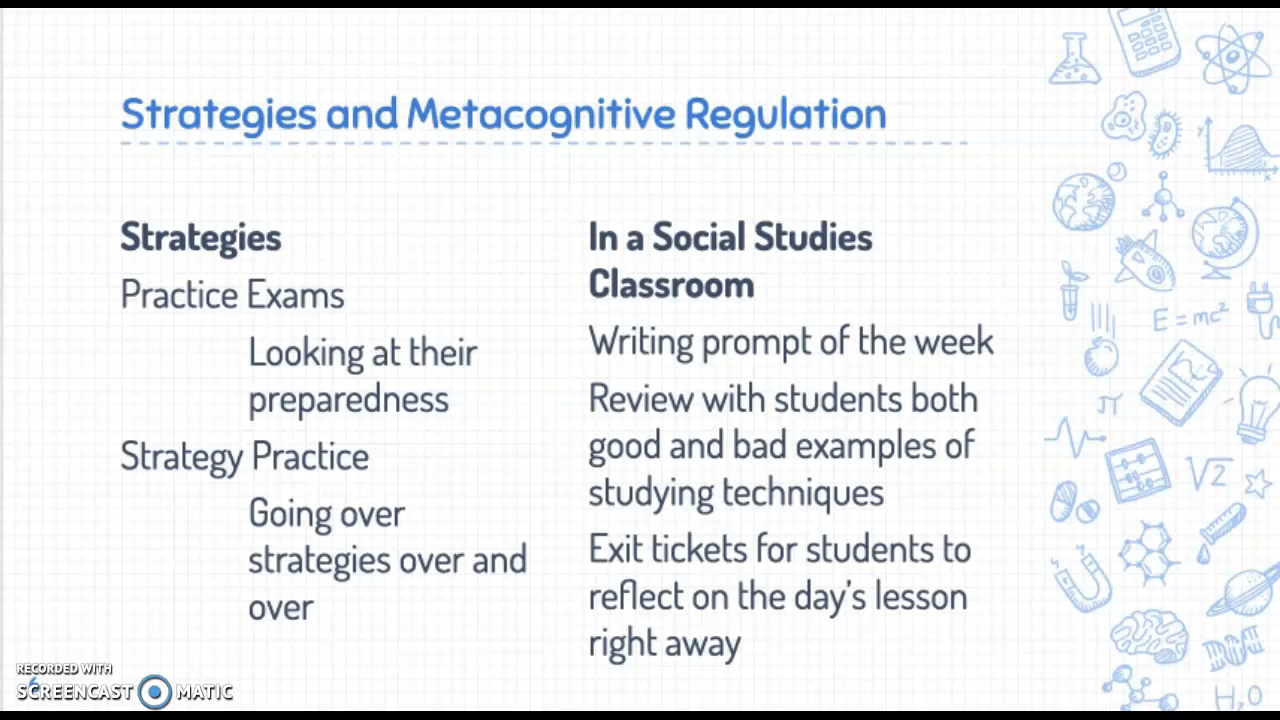 Strategies and Metacognitive Regulation
Strategies
Practice Exams
Looking at their
preparedness
Strategy Practice
Going over
strategies over and
over
In a Social Studies
Classroom
Writing prompt of the week
Review with students both
good and bad examples of
studying techniques
Exit tickets for students to
reflect on the day's lesson
right away
E=mc²
π
√2
H₂O
y
x
RECORDED WITH
SCREENCAST MATIC
6